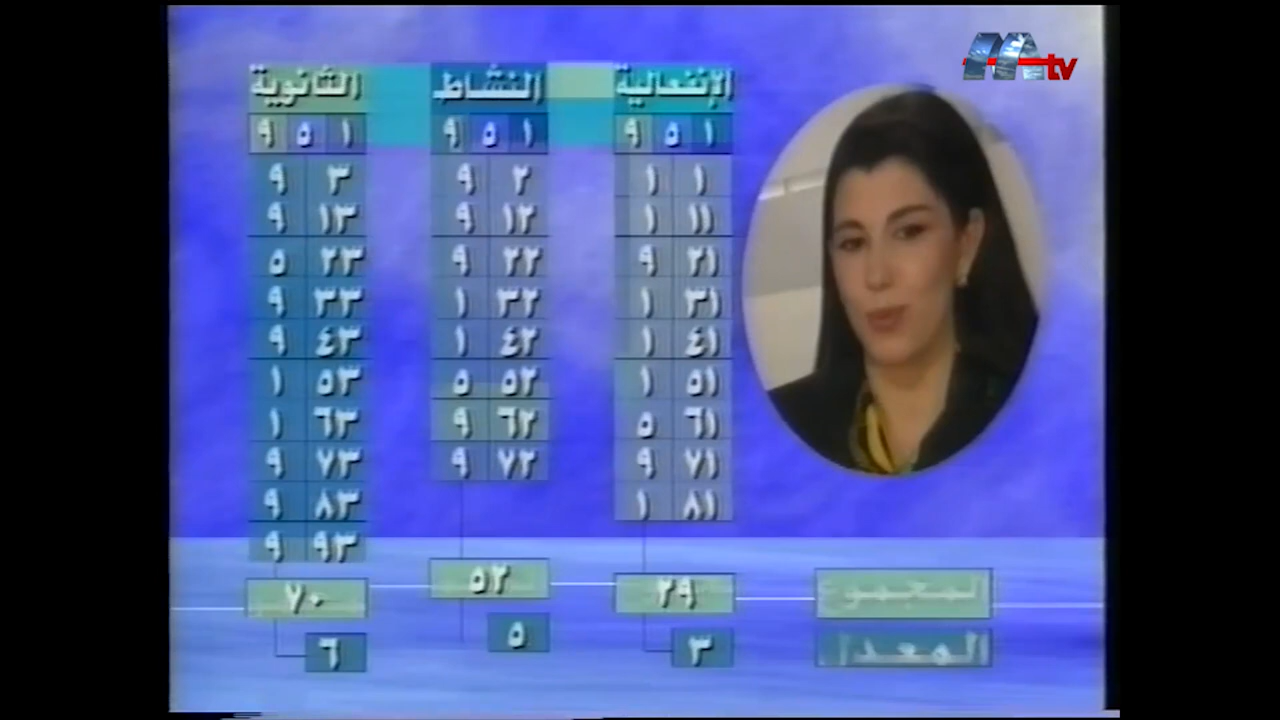 MTV
الإنفعالية النشاط الثانوية
١ ٥ ٩ ١ ٥ ٩ ١ ٥ ٩
١ ١ ٢ ٩ ٣ ٩
١١ ١ ١٢ ٩ ١٣ ٩
٢١ ٩ ٢٢ ٩ ٢٣ ٥
٣١ ١ ٣٢ ١ ٣٣ ٩
٤١ ١ ٤٢ ١ ٤٣ ٩
٥١ ١ ٥٢ ٥ ٥٣ ١
٦١ ٥ ٦٢ ٩ ٦٣ ١
٧١ ٩ ٧٢ ٩ ٧٣ ٩
٨١ ١ ٨٣ ٩
٩٣ ٩
المجموع ٢٩ ٥٢ ٧٠
المعدل ٣ ٥ ٦